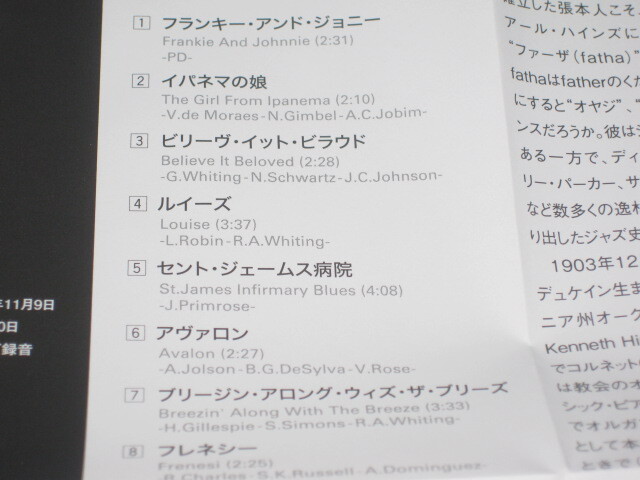 1 フランキー・アンド・ジョニー
Frankie And Johnnie (2:31)
-PD-
2 イパネマの娘
The Girl From Ipanema (2:10)
-V.de Moraes-N.Gimbel-A.C.Jobim-
3 ビリーヴ・イット・ビラウド
Believe It Beloved (2:28)
-G.Whiting-N.Schwartz-J.C.Johnson-
4 ルイーズ
Louise (3:37)
-L.Robin-R.A.Whiting-
5 セント・ジェームス病院
St.James Infirmary Blues (4:08)
-J.Primrose-
6 アヴァロン
Avalon (2:27)
-A.Jolson-B.G.DeSylva-V.Rose-
7 ブリージン・アロング・ウィズ・ザ・ブリーズ
Breezin' Along With The Breeze (3:33)
-H.Gillespie-S.Simons-R.A.Whiting-
8 フレネシー
Frenesi (2:25)
-R.Charles-S.K.Russell-A.Dominguez-
年11月9日
0日
録音
確立した張本人こそ、
アール・ハインズに
“ファーザ(fatha)”
fathaはfatherのくだ
にすると“オヤジ”、“
ンスだろうか。彼は
ある一方で、ディ
リー・パーカー、サ
など数多くの逸材
り出したジャズ史
1903年12
デュケイン生ま
ニア州オーク
Kenneth Hi
でコルネット
は教会のオ
シック・ピア
でオルガ
として本
ときで